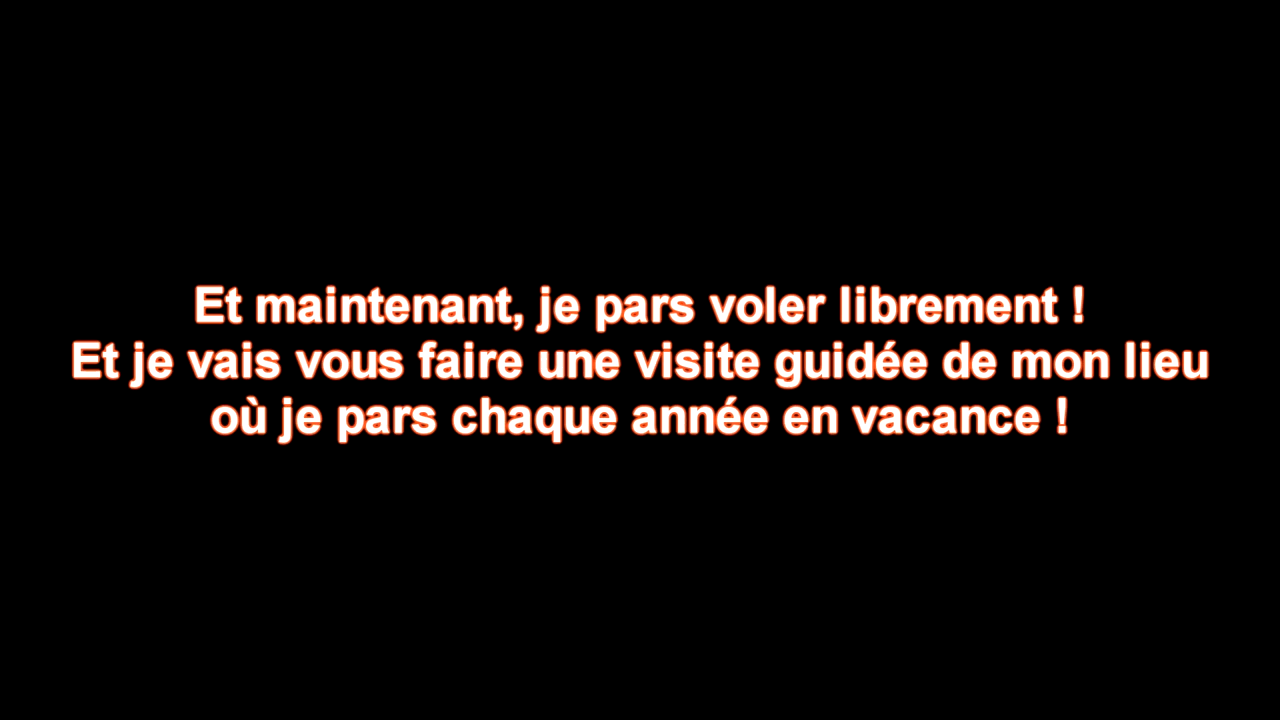 Et maintenant, je pars voler librement !
Et je vais vous faire une visite guidée de mon lieu
où je pars chaque année en vacance !